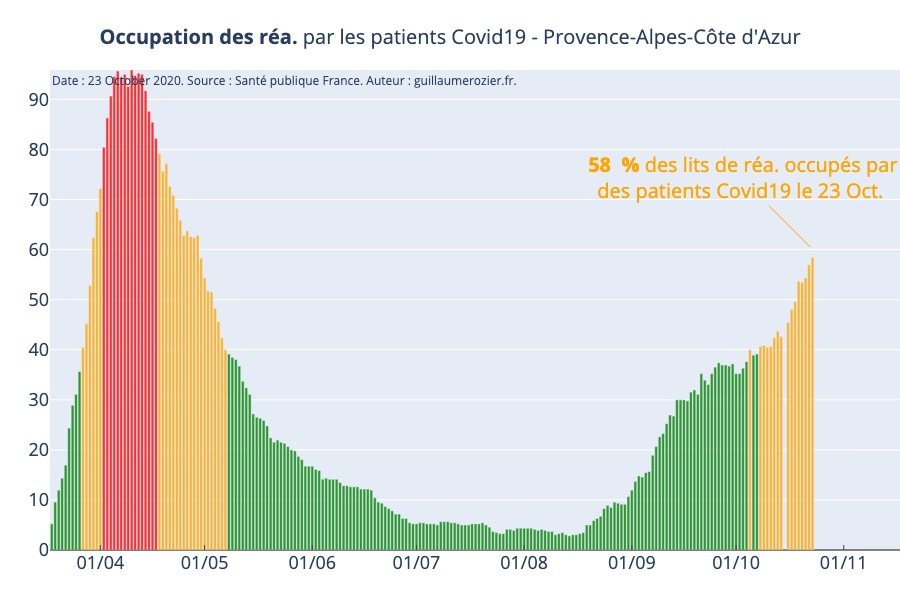 Occupation des réa. par les patients Covid19 - Provence-Alpes-Côte d'Azur
Date : 23 October 2020. Source : Santé publique France. Auteur : guillaumerozier.fr.
90
80
58 % des lits de réa. occupés par
des patients Covid19 le 23 Oct.
70
60
50
40
30
20
10
0
01/04 01/05 01/06 01/07 01/08 01/09 01/10 01/11